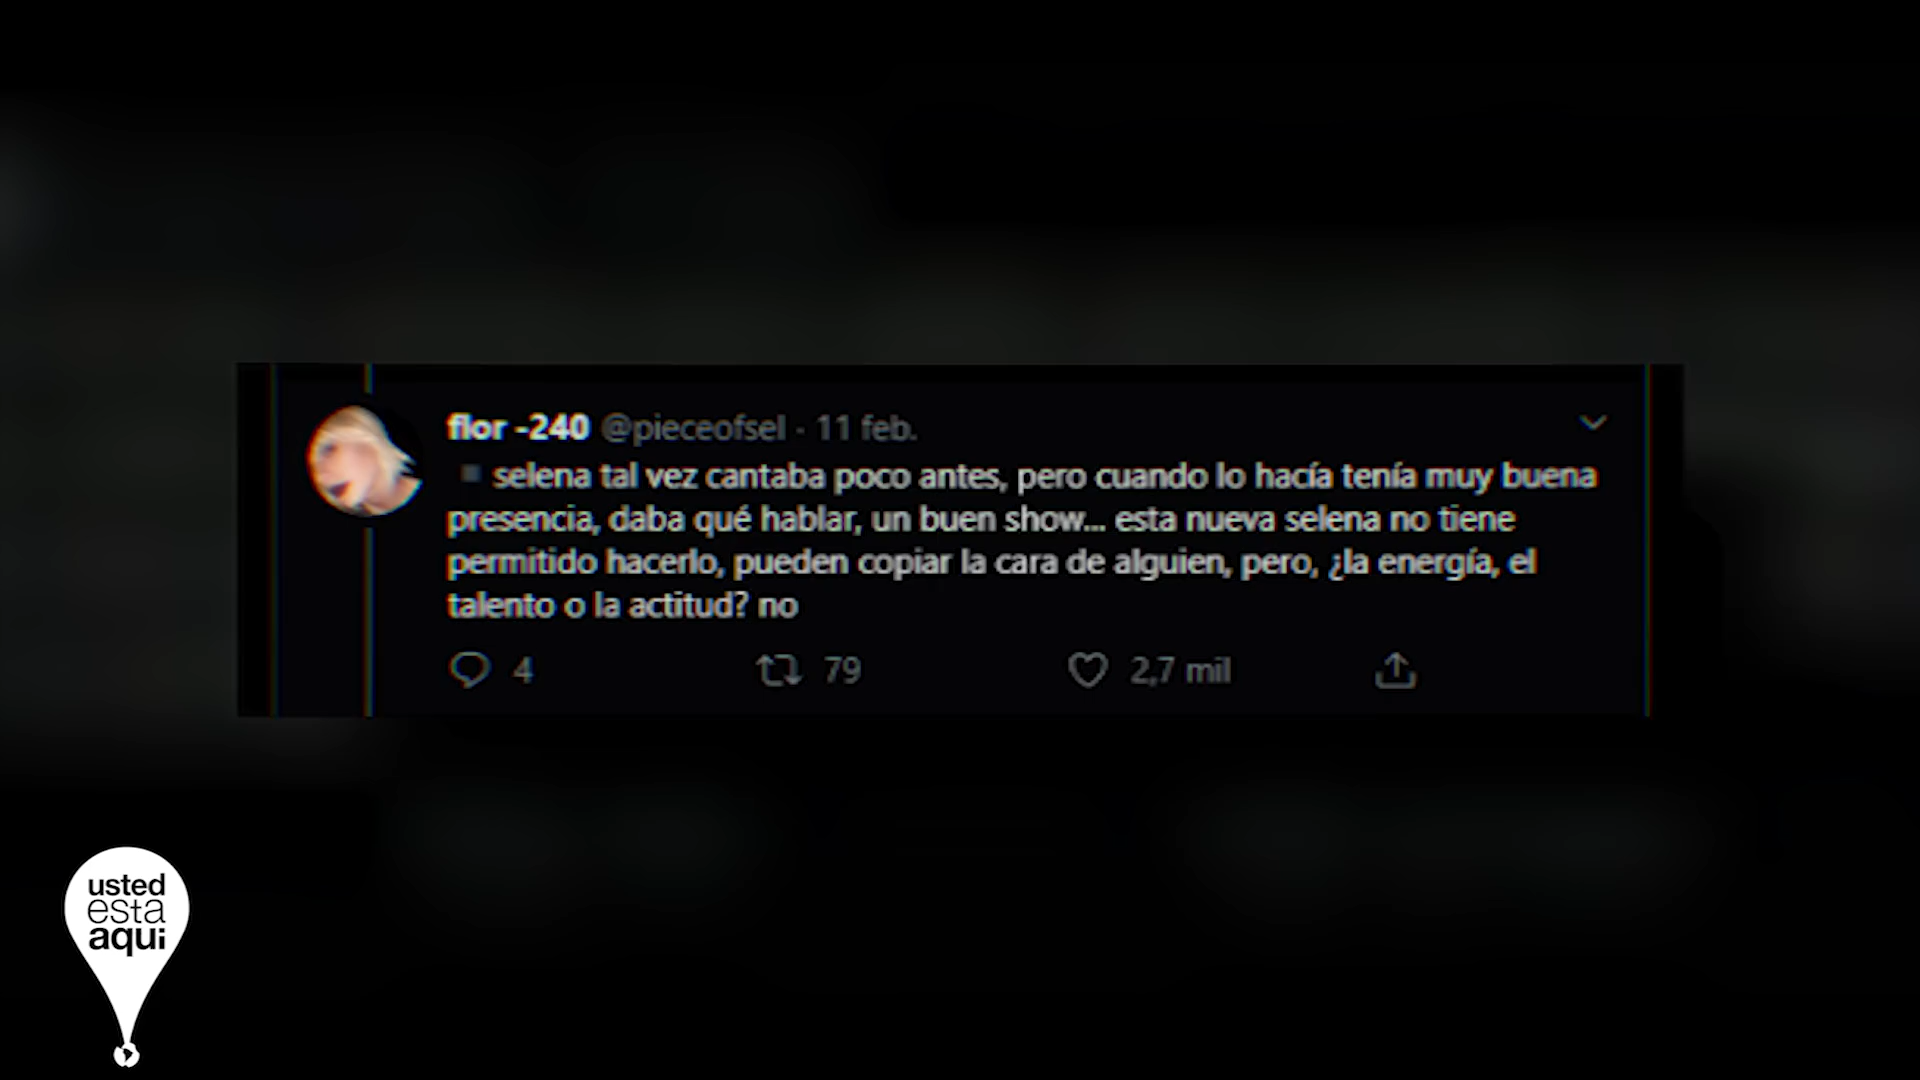 flor -240 @pieceofsel · 11 feb.
selena tal vez cantaba poco antes, pero cuando lo hacía tenía muy buena
presencia, daba qué hablar, un buen show... esta nueva selena no tiene
permitido hacerlo, pueden copiar la cara de alguien, pero, ¿la energía, el
talento o la actitud? no
4 79 2,7 mil
usted
esta
aqui